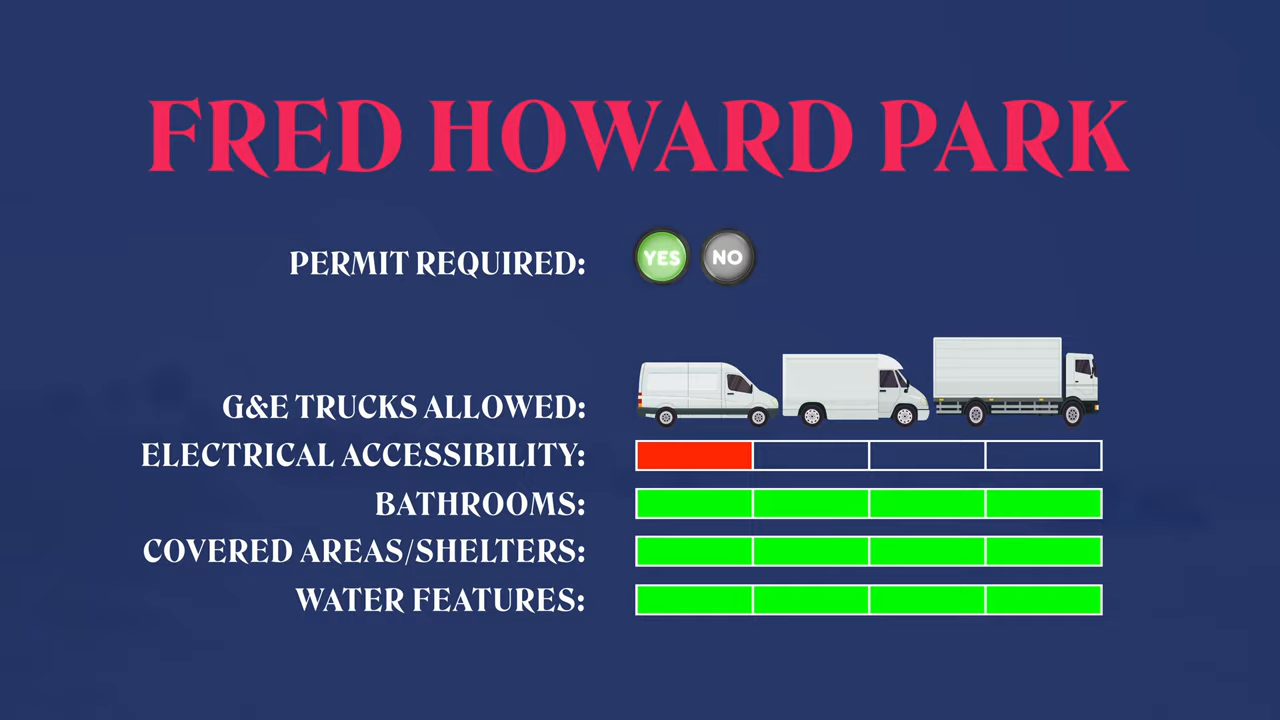 FRED HOWARD PARK
PERMIT REQUIRED: YES NO
G&E TRUCKS ALLOWED:
ELECTRICAL ACCESSIBILITY:
BATHROOMS:
COVERED AREAS/SHELTERS:
WATER FEATURES: